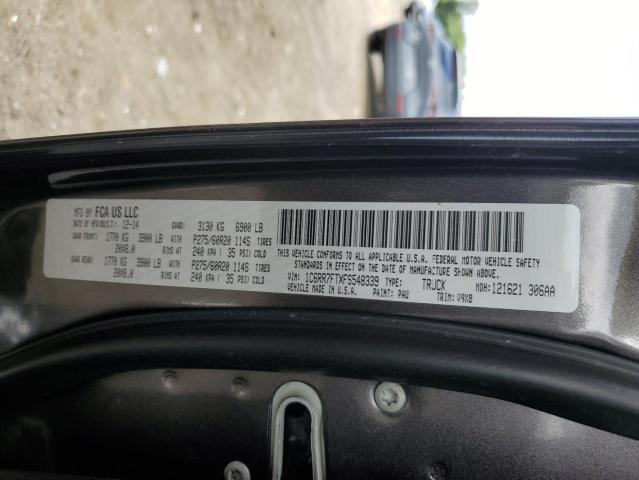 MFD BY FCA US LLC
DATE OF MFR/BUILT: 12-14 GVWR: 3130 KG 6900 LB
GAWR FRONT: 1770 KG 3900 LB P275/60R20 114S TIRES
20X8.0 RIMS AT 240 KPA ( 35 PSI) COLD
GAWR REAR: 1770 KG 3900 LB P275/60R20 114S TIRES
20X8.0 RIMS AT 240 KPA ( 35 PSI) COLD
THIS VEHICLE CONFORMS TO ALL APPLICABLE U.S.A. FEDERAL MOTOR VEHICLE SAFETY
STANDARDS IN EFFECT ON THE DATE OF MANUFACTURE SHOWN ABOVE.
VIN: 1C6RR7FTXFS548339 TYPE: TRUCK MDH: 121621 306AA
VEHICLE MADE IN U.S.A. PAINT: PAU TRIM: V9X8